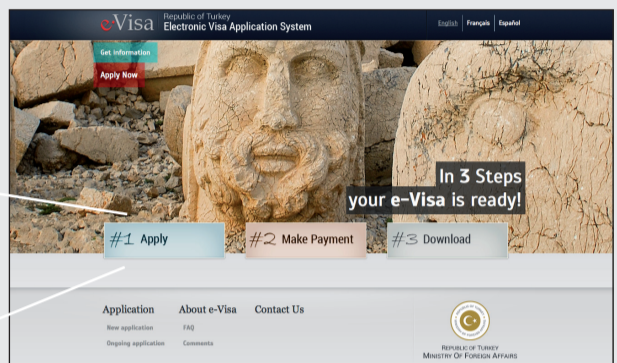 e-Visa
Republic of Turkey
Electronic Visa Application System
English Français Español
Get Information
Apply Now
In 3 Steps
your e-Visa is ready!
#1 Apply
#2 Make Payment
#3 Download
Application
About e-Visa
Contact Us
New application
FAQ
Ongoing application
Comments
REPUBLIC OF TURKEY
MINISTRY OF FOREIGN AFFAIRS